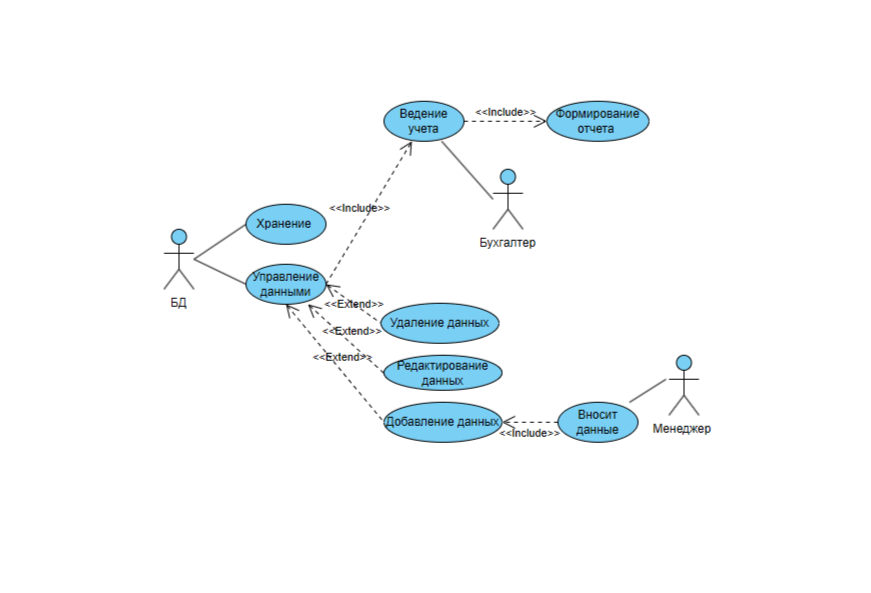 Ведение
учета
<<Include>>
Формирование
отчета
<<Include>>
Бухгалтер
Хранение
БД
Управление
данными
<<Extend>>
Удаление данных
<<Extend>>
<<Extend>>
Редактирование
данных
Добавление данных
<<Include>>
Вносит
данные
Менеджер